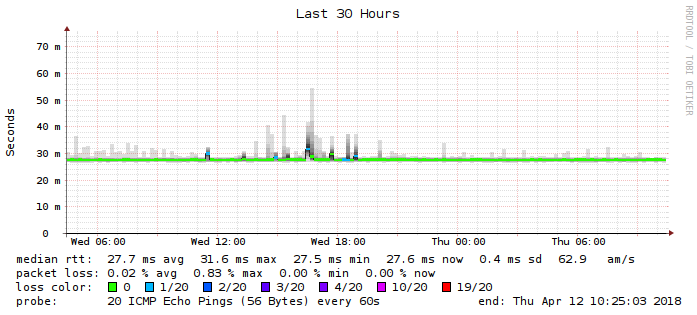 Last 30 Hours
RRDTOOL / TOBI OETIKER
Seconds
70 m
60 m
50 m
40 m
30 m
20 m
10 m
0
Wed 06:00 Wed 12:00 Wed 18:00 Thu 00:00 Thu 06:00
median rtt: 27.7 ms avg 31.6 ms max 27.5 ms min 27.6 ms now 0.4 ms sd 62.9 am/s
packet loss: 0.02 % avg 0.83 % max 0.00 % min 0.00 % now
loss color: 0 1/20 2/20 3/20 4/20 10/20 19/20
probe: 20 ICMP Echo Pings (56 Bytes) every 60s end: Thu Apr 12 10:25:03 2018